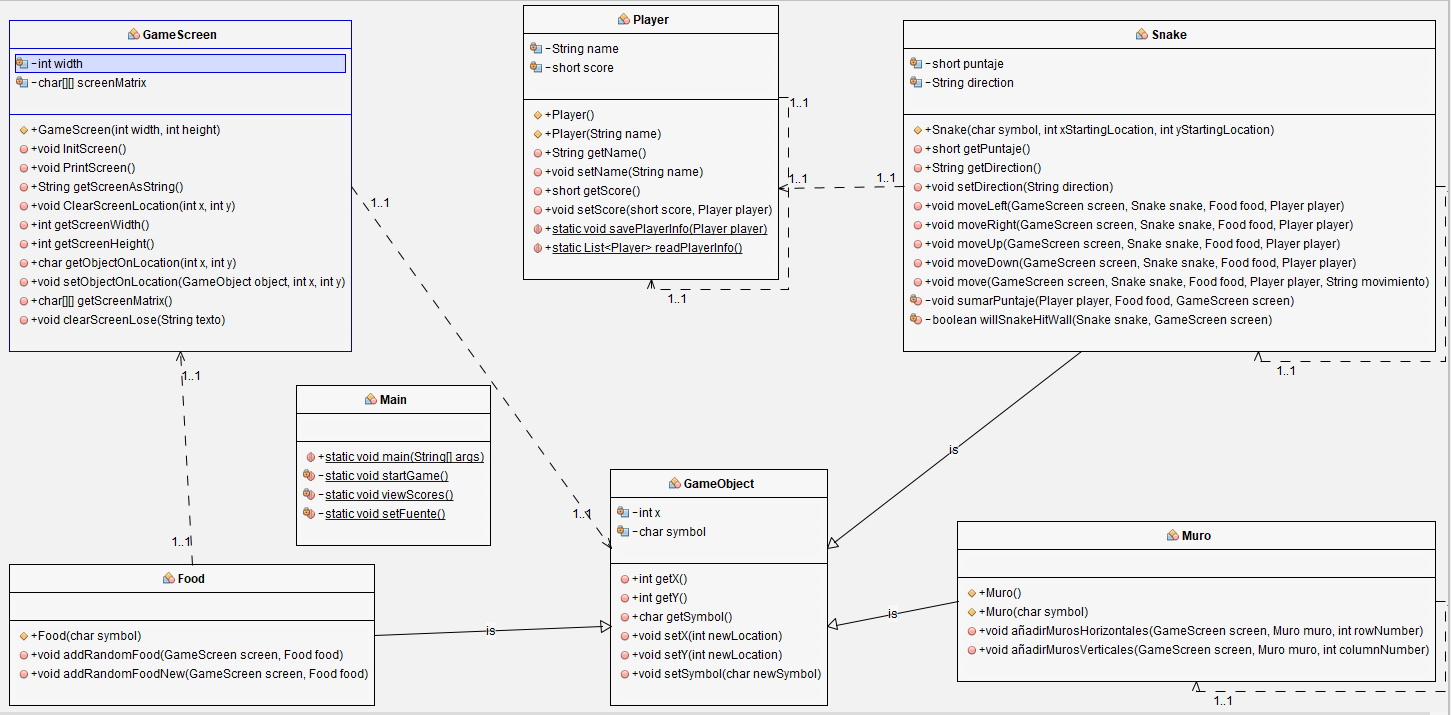 GameScreen
-int width
-char[][] screenMatrix
+GameScreen(int width, int height)
+void InitScreen()
+void PrintScreen()
+String getScreenAsString()
+void ClearScreenLocation(int x, int y)
+int getScreenWidth()
+int getScreenHeight()
+char getObjectOnLocation(int x, int y)
+void setObjectOnLocation(GameObject object, int x, int y)
+char[][] getScreenMatrix()
+void clearScreenLose(String texto)
1..1
1..1
Player
-String name
-short score
+Player()
+Player(String name)
+String getName()
+void setName(String name)
+short getScore()
+void setScore(short score, Player player)
+static void savePlayerInfo(Player player)
+static List<Player> readPlayerInfo()
1..1
1..1
1..1
1..1
Snake
-short puntaje
-String direction
+Snake(char symbol, int xStartingLocation, int yStartingLocation)
+short getPuntaje()
+String getDirection()
+void setDirection(String direction)
+void moveLeft(GameScreen screen, Snake snake, Food food, Player player)
+void moveRight(GameScreen screen, Snake snake, Food food, Player player)
+void moveUp(GameScreen screen, Snake snake, Food food, Player player)
+void moveDown(GameScreen screen, Snake snake, Food food, Player player)
+void move(GameScreen screen, Snake snake, Food food, Player player, String movimiento)
-void sumarPuntaje(Player player, Food food, GameScreen screen)
-boolean willSnakeHitWall(Snake snake, GameScreen screen)
1..1
Main
+static void main(String[] args)
-static void startGame()
-static void viewScores()
-static void setFuente()
is
1..1
1..1
GameObject
-int x
-char symbol
+int getX()
+int getY()
+char getSymbol()
+void setX(int newLocation)
+void setY(int newLocation)
+void setSymbol(char newSymbol)
Food
+Food(char symbol)
+void addRandomFood(GameScreen screen, Food food)
+void addRandomFoodNew(GameScreen screen, Food food)
is
is
Muro
+Muro()
+Muro(char symbol)
+void añadirMurosHorizontales(GameScreen screen, Muro muro, int rowNumber)
+void añadirMurosVerticales(GameScreen screen, Muro muro, int columnNumber)
1..1